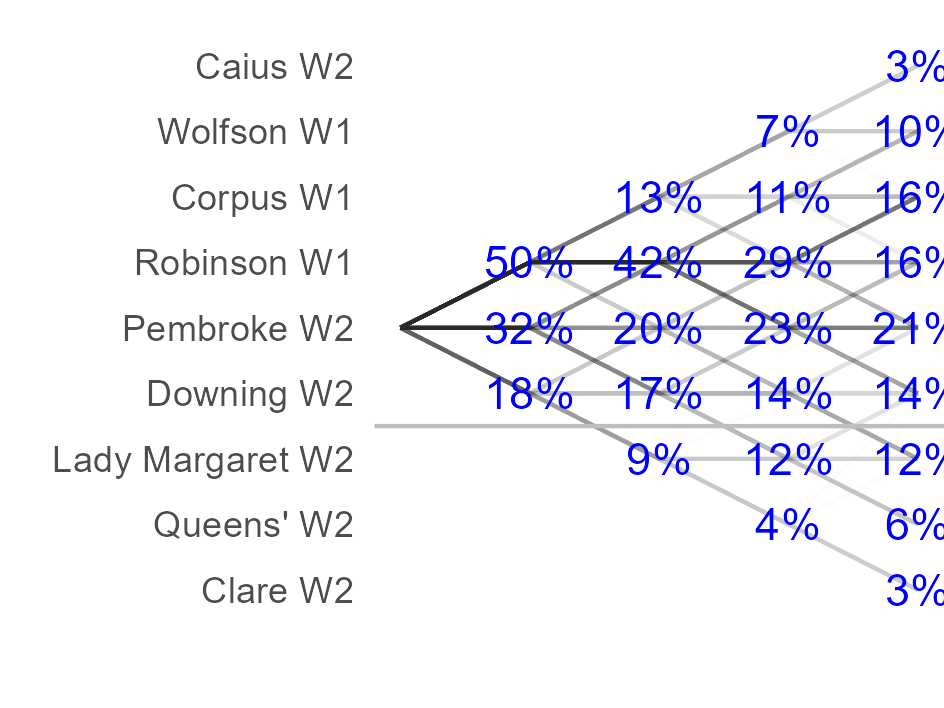 Caius W2 3%
Wolfson W1 7% 10%
Corpus W1 13% 11% 16%
Robinson W1 50% 42% 29% 16%
Pembroke W2 32% 20% 23% 21%
Downing W2 18% 17% 14% 14%
Lady Margaret W2 9% 12% 12%
Queens' W2 4% 6%
Clare W2 3%